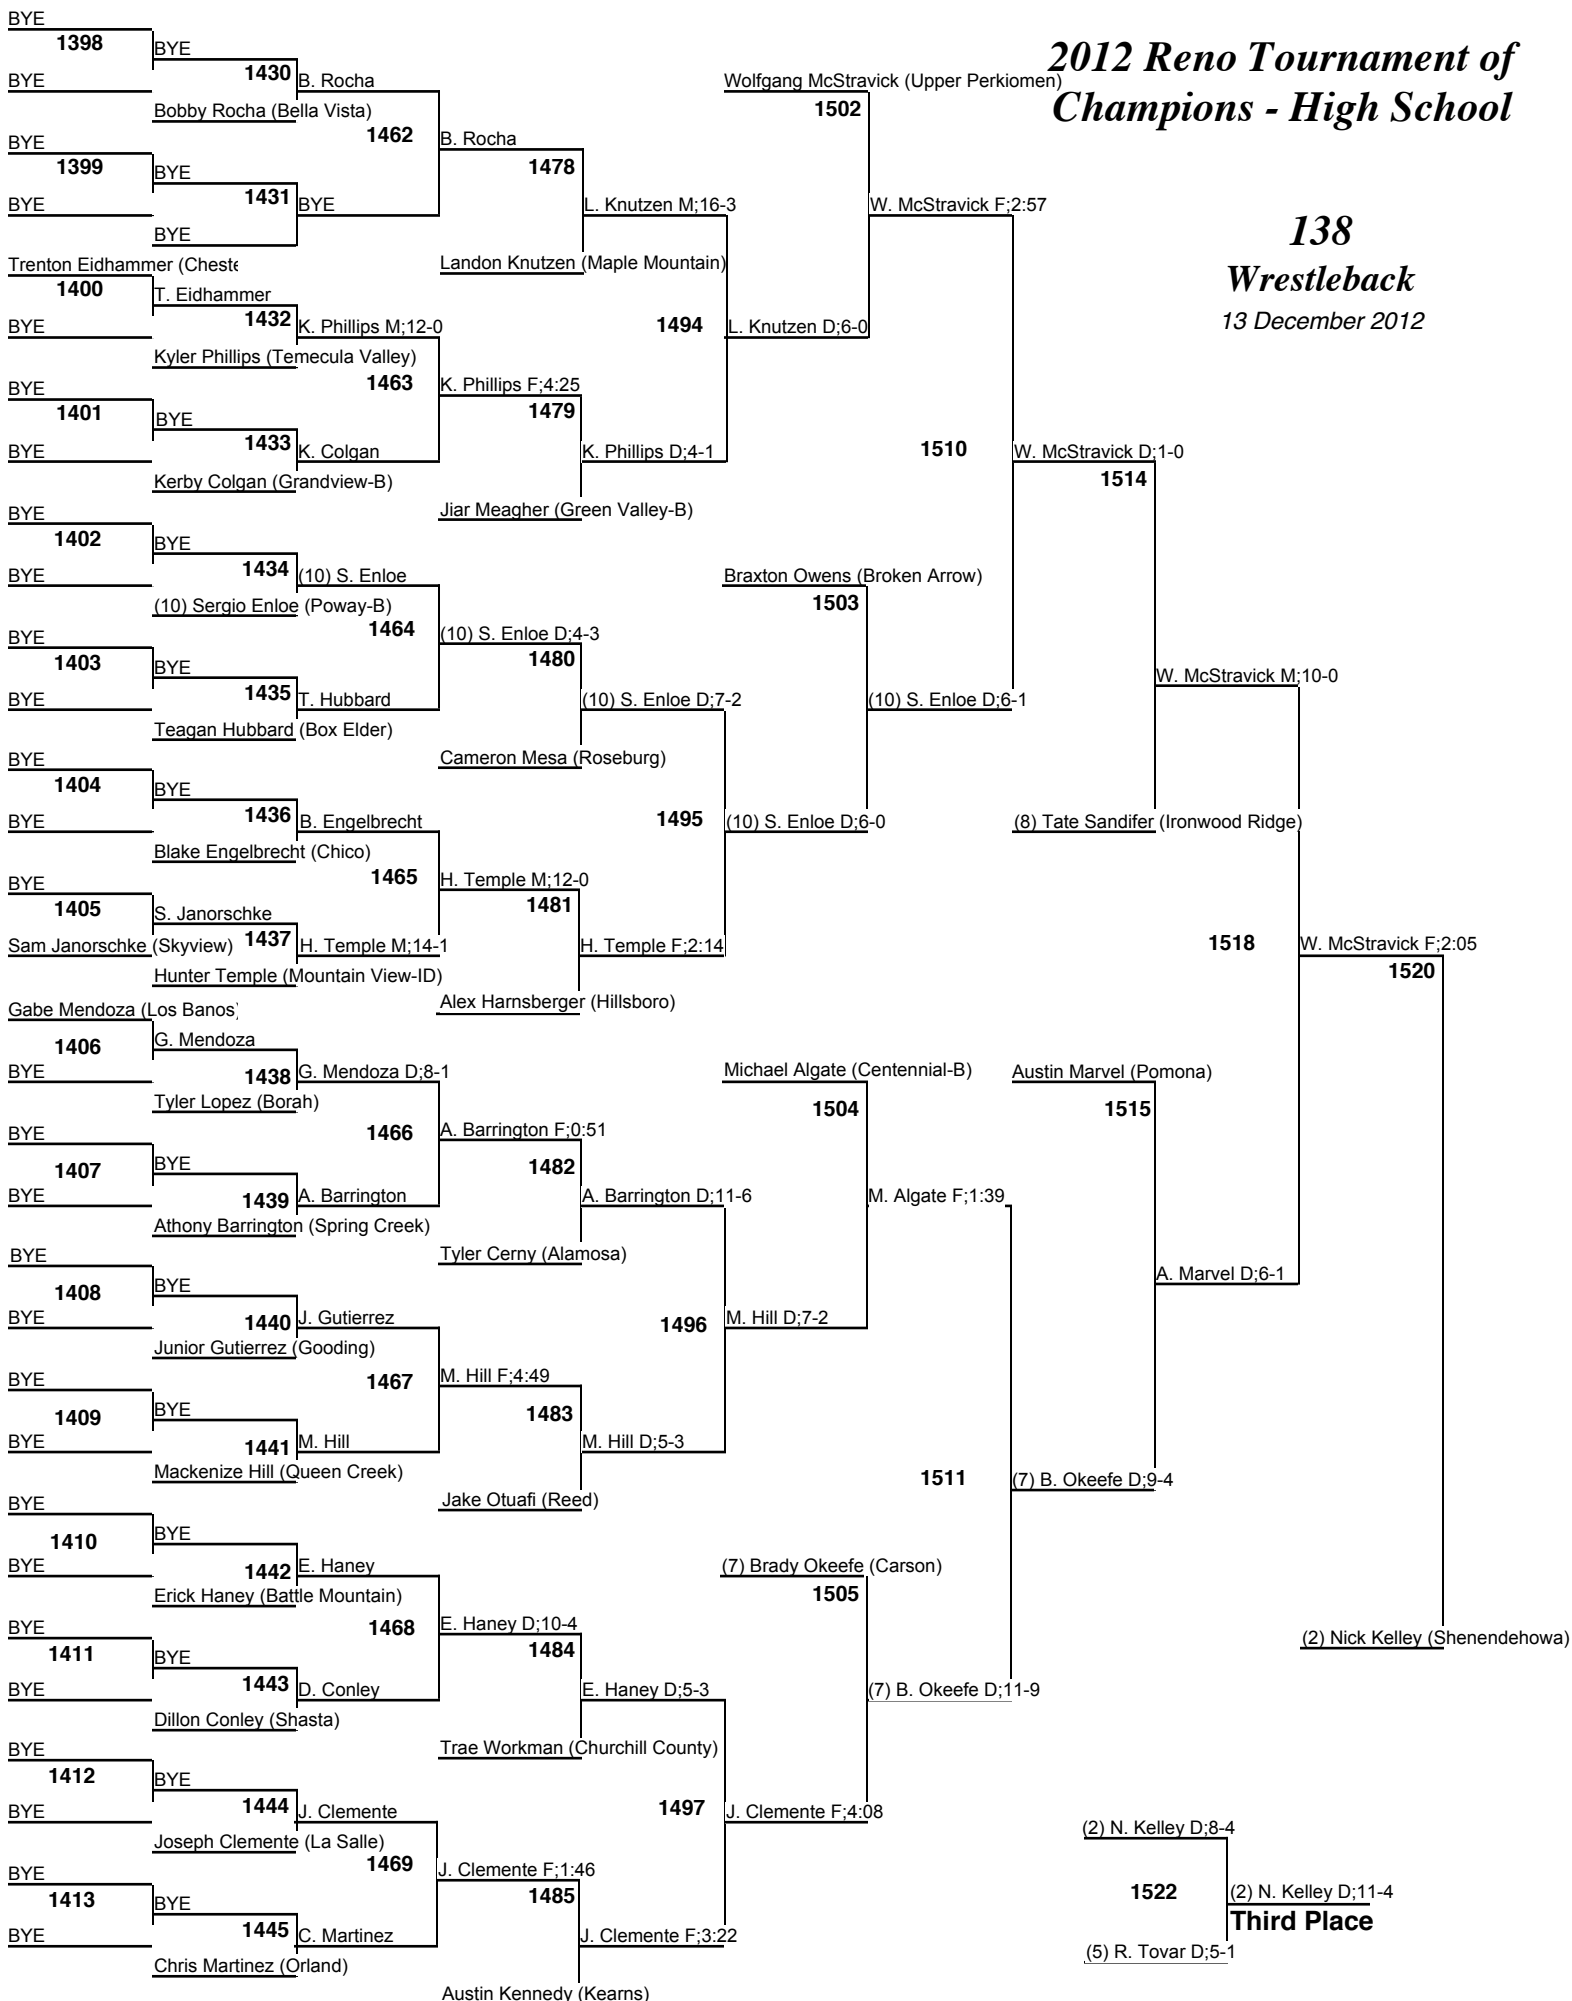 2012 Reno Tournament of
Champions - High School
138
Wrestleback
13 December 2012
BYE
1398
BYE
BYE
1430
B. Rocha
Bobby Rocha (Bella Vista)
1462
BYE
1399
BYE
BYE
1431
BYE
BYE
B. Rocha
1478
L. Knutzen M;16-3
Landon Knutzen (Maple Mountain)
Trenton Eidhammer (Cheste
1400
T. Eidhammer
BYE
1432
K. Phillips M;12-0
Kyler Phillips (Temecula Valley)
1463
BYE
1401
BYE
BYE
1433
K. Colgan
Kerby Colgan (Grandview-B)
K. Phillips F;4:25
1479
K. Phillips D;4-1
Jiar Meagher (Green Valley-B)
1494
L. Knutzen D;6-0
Wolfgang McStravick (Upper Perkiomen)
1502
W. McStravick F;2:57
BYE
1402
BYE
BYE
1434
(10) S. Enloe
(10) Sergio Enloe (Poway-B)
1464
BYE
1403
BYE
BYE
1435
T. Hubbard
Teagan Hubbard (Box Elder)
(10) S. Enloe D;4-3
1480
(10) S. Enloe D;7-2
Cameron Mesa (Roseburg)
BYE
1404
BYE
BYE
1436
B. Engelbrecht
Blake Engelbrecht (Chico)
1465
BYE
1405
S. Janorschke
Sam Janorschke (Skyview)
1437
H. Temple M;14-1
Hunter Temple (Mountain View-ID)
H. Temple M;12-0
1481
H. Temple F;2:14
Alex Harnsberger (Hillsboro)
1495
(10) S. Enloe D;6-0
Braxton Owens (Broken Arrow)
1503
(10) S. Enloe D;6-1
1510
W. McStravick D;1-0
1514
W. McStravick M;10-0
(8) Tate Sandifer (Ironwood Ridge)
Gabe Mendoza (Los Banos)
1406
G. Mendoza
BYE
1438
G. Mendoza D;8-1
Tyler Lopez (Borah)
1466
BYE
1407
BYE
BYE
1439
A. Barrington
Athony Barrington (Spring Creek)
A. Barrington F;0:51
1482
A. Barrington D;11-6
Tyler Cerny (Alamosa)
BYE
1408
BYE
BYE
1440
J. Gutierrez
Junior Gutierrez (Gooding)
1467
BYE
1409
BYE
BYE
1441
M. Hill
Mackenize Hill (Queen Creek)
M. Hill F;4:49
1483
M. Hill D;5-3
Jake Otuafi (Reed)
1496
M. Hill D;7-2
Michael Algate (Centennial-B)
1504
M. Algate F;1:39
Austin Marvel (Pomona)
1515
A. Marvel D;6-1
1511
(7) B. Okeefe D;9-4
BYE
1410
BYE
BYE
1442
E. Haney
Erick Haney (Battle Mountain)
1468
BYE
1411
BYE
BYE
1443
D. Conley
Dillon Conley (Shasta)
E. Haney D;10-4
1484
E. Haney D;5-3
Trae Workman (Churchill County)
(7) Brady Okeefe (Carson)
1505
(7) B. Okeefe D;11-9
BYE
1412
BYE
BYE
1444
J. Clemente
Joseph Clemente (La Salle)
1469
BYE
1413
BYE
BYE
1445
C. Martinez
Chris Martinez (Orland)
J. Clemente F;1:46
1485
J. Clemente F;3:22
Austin Kennedy (Kearns)
1497
J. Clemente F;4:08
1518
W. McStravick F;2:05
1520
(2) Nick Kelley (Shenendehowa)
(2) N. Kelley D;8-4
1522
(2) N. Kelley D;11-4
Third Place
(5) R. Tovar D;5-1